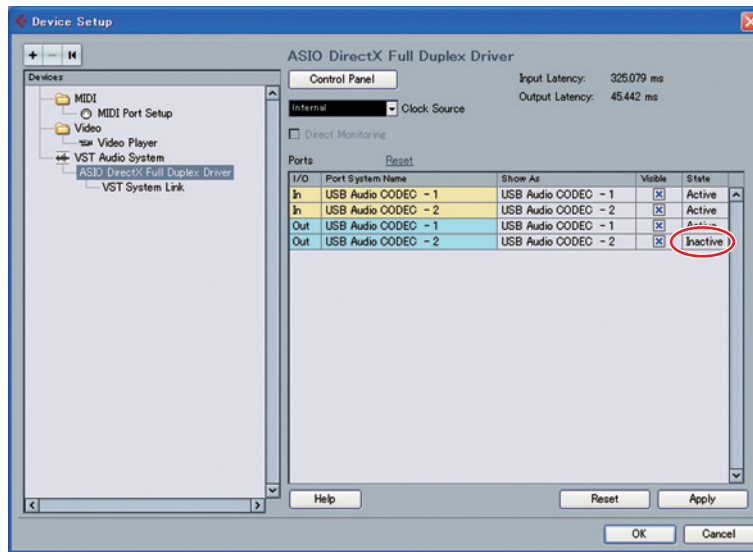 Device Setup
Devices
MIDI
MIDI Port Setup
Video
Video Player
VST Audio System
ASIO DirectX Full Duplex Driver
VST System Link
ASIO DirectX Full Duplex Driver
Control Panel
Input Latency: 325.079 ms
Output Latency: 45.442 ms
Internal
Clock Source
Direct Monitoring
Ports Reset
I/O Port System Name Show As Visible State
In USB Audio CODEC - 1 USB Audio CODEC - 1 Active
In USB Audio CODEC - 2 USB Audio CODEC - 2 Active
Out USB Audio CODEC - 1 USB Audio CODEC - 1 Active
Out USB Audio CODEC - 2 USB Audio CODEC - 2 Inactive
Help Reset Apply
OK Cancel